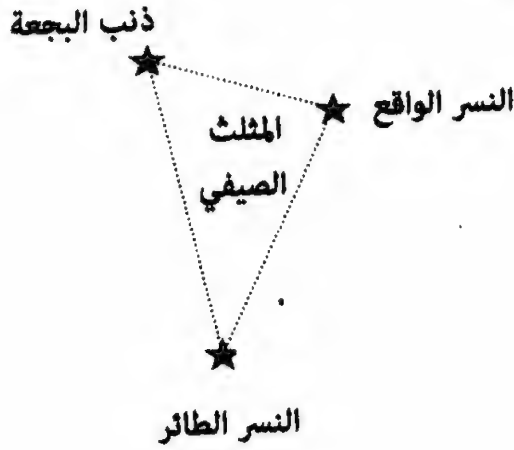 ذنب البجعة
النسر الواقع
المثلث
الصيفي
النسر الطائر